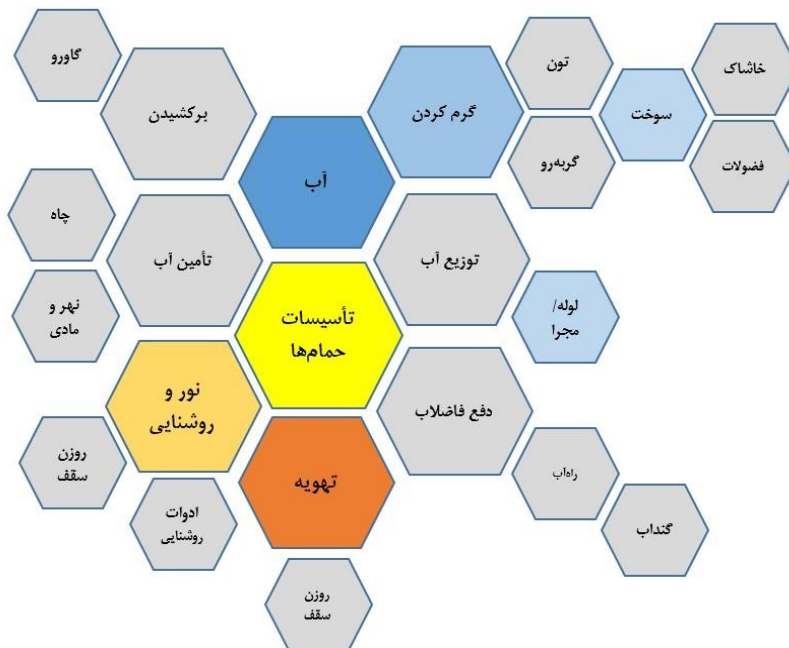 گاورو
برکشیدن
گرم کردن
تون
خاشاک
سوخت
گربه‌رو
فضولات
آب
چاه
تأمین آب
توزیع آب
نهر و
مادی
تأسیسات
حمام‌ها
لوله/
مجرا
نور و
روشنایی
دفع فاضلاب
روزن
سقف
تهویه
راه‌آب
ادوات
روشنایی
گنداب
روزن
سقف